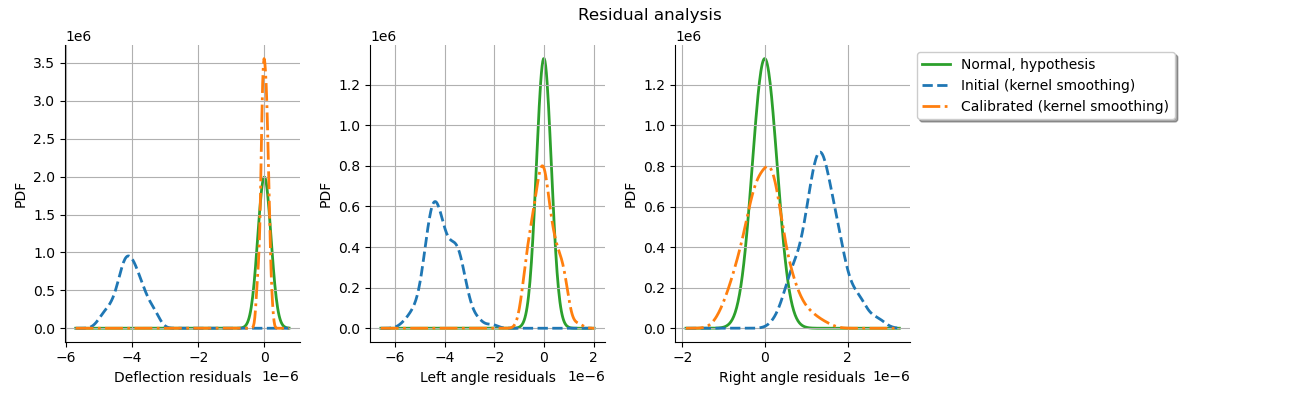 Residual analysis
1e6
3.5
3.0
2.5
2.0
1.5
1.0
0.5
0.0
PDF
−6 −4 −2 0
Deflection residuals 1e−6
1e6
1.2
1.0
0.8
0.6
0.4
0.2
0.0
PDF
−6 −4 −2 0 2
Left angle residuals 1e−6
1e6
1.2
1.0
0.8
0.6
0.4
0.2
0.0
PDF
−2 0 2
Right angle residuals 1e−6
Normal, hypothesis
Initial (kernel smoothing)
Calibrated (kernel smoothing)